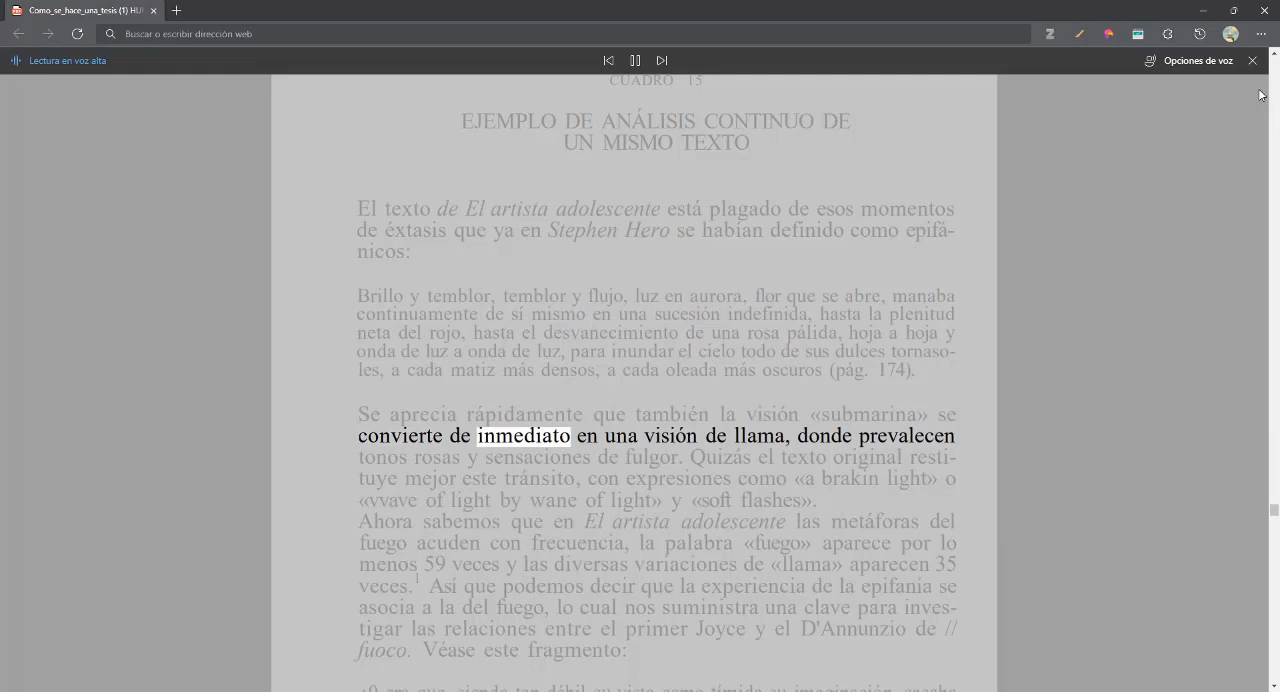 Como_se_hace_una_tesis (1) HU
Buscar o escribir dirección web
Lectura en voz alta
Opciones de voz
CUADRO 15
EJEMPLO DE ANÁLISIS CONTINUO DE
UN MISMO TEXTO
El texto de El artista adolescente está plagado de esos momentos
de éxtasis que ya en Stephen Hero se habían definido como epifá-
nicos:
Brillo y temblor, temblor y flujo, luz en aurora, flor que se abre, manaba
continuamente de sí mismo en una sucesión indefinida, hasta la plenitud
neta del rojo, hasta el desvanecimiento de una rosa pálida, hoja a hoja y
onda de luz a onda de luz, para inundar el cielo todo de sus dulces tornaso-
les, a cada matiz más densos, a cada oleada más oscuros (pág. 174).
Se aprecia rápidamente que también la visión «submarina» se
convierte de inmediato en una visión de llama, donde prevalecen
tonos rosas y sensaciones de fulgor. Quizás el texto original resti-
tuye mejor este tránsito, con expresiones como «a brakin light» o
«vvave of light by wane of light» y «soft flashes».
Ahora sabemos que en El artista adolescente las metáforas del
fuego acuden con frecuencia, la palabra «fuego» aparece por lo
menos 59 veces y las diversas variaciones de «llama» aparecen 35
veces.1 Así que podemos decir que la experiencia de la epifanía se
asocia a la del fuego, lo cual nos suministra una clave para inves-
tigar las relaciones entre el primer Joyce y el D'Annunzio de //
fuoco. Véase este fragmento: